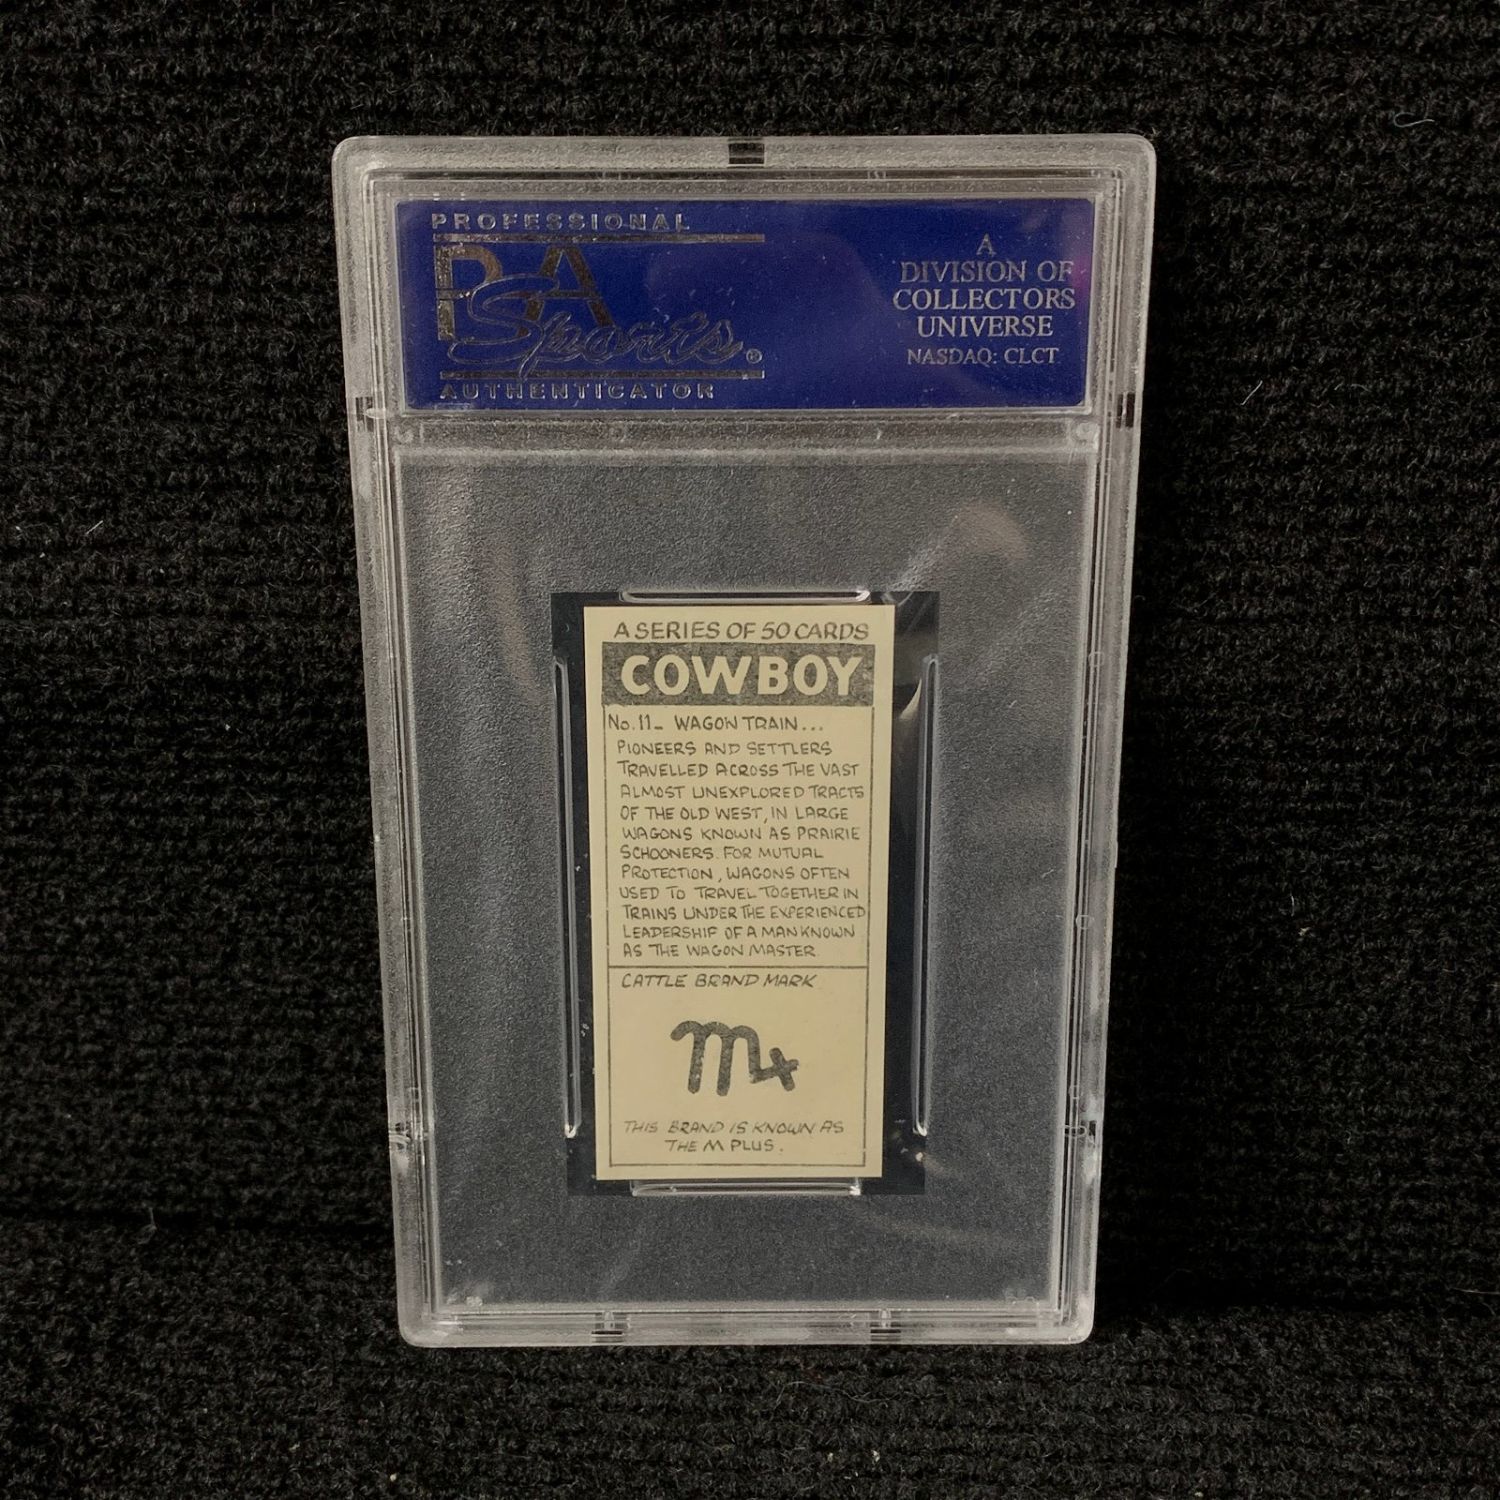 PROFESSIONAL
PSA
Sports®
AUTHENTICATOR
A
DIVISION OF
COLLECTORS
UNIVERSE
NASDAQ: CLCT
A SERIES OF 50 CARDS
COWBOY
No. 11_ WAGON TRAIN...
PIONEERS AND SETTLERS
TRAVELLED ACROSS THE VAST
ALMOST UNEXPLORED TRACTS
OF THE OLD WEST, IN LARGE
WAGONS KNOWN AS PRAIRIE
SCHOONERS. FOR MUTUAL
PROTECTION, WAGONS OFTEN
USED TO TRAVEL TOGETHER IN
TRAINS UNDER THE EXPERIENCED
LEADERSHIP OF A MAN KNOWN
AS THE WAGON MASTER.
CATTLE BRAND MARK
M+
THIS BRAND IS KNOWN AS
THE M PLUS.